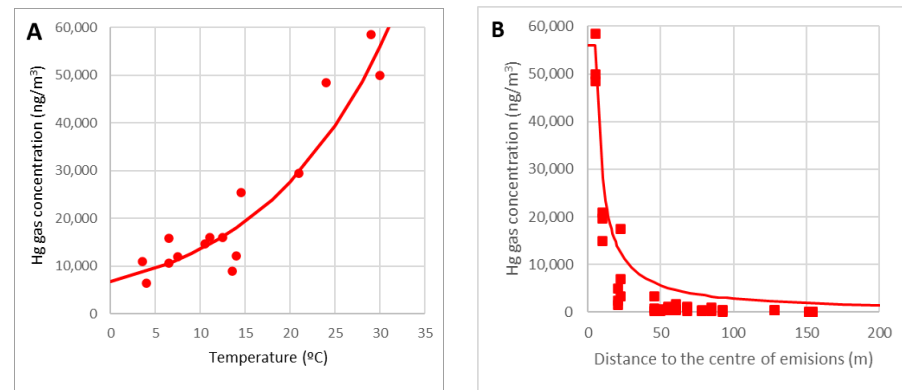 A
60,000
50,000
40,000
30,000
20,000
10,000
0
Hg gas concentration (ng/m³)
0 5 10 15 20 25 30 35
Temperature (ºC)
B
60,000
50,000
40,000
30,000
20,000
10,000
0
Hg gas concentration (ng/m³)
0 50 100 150 200
Distance to the centre of emisions (m)